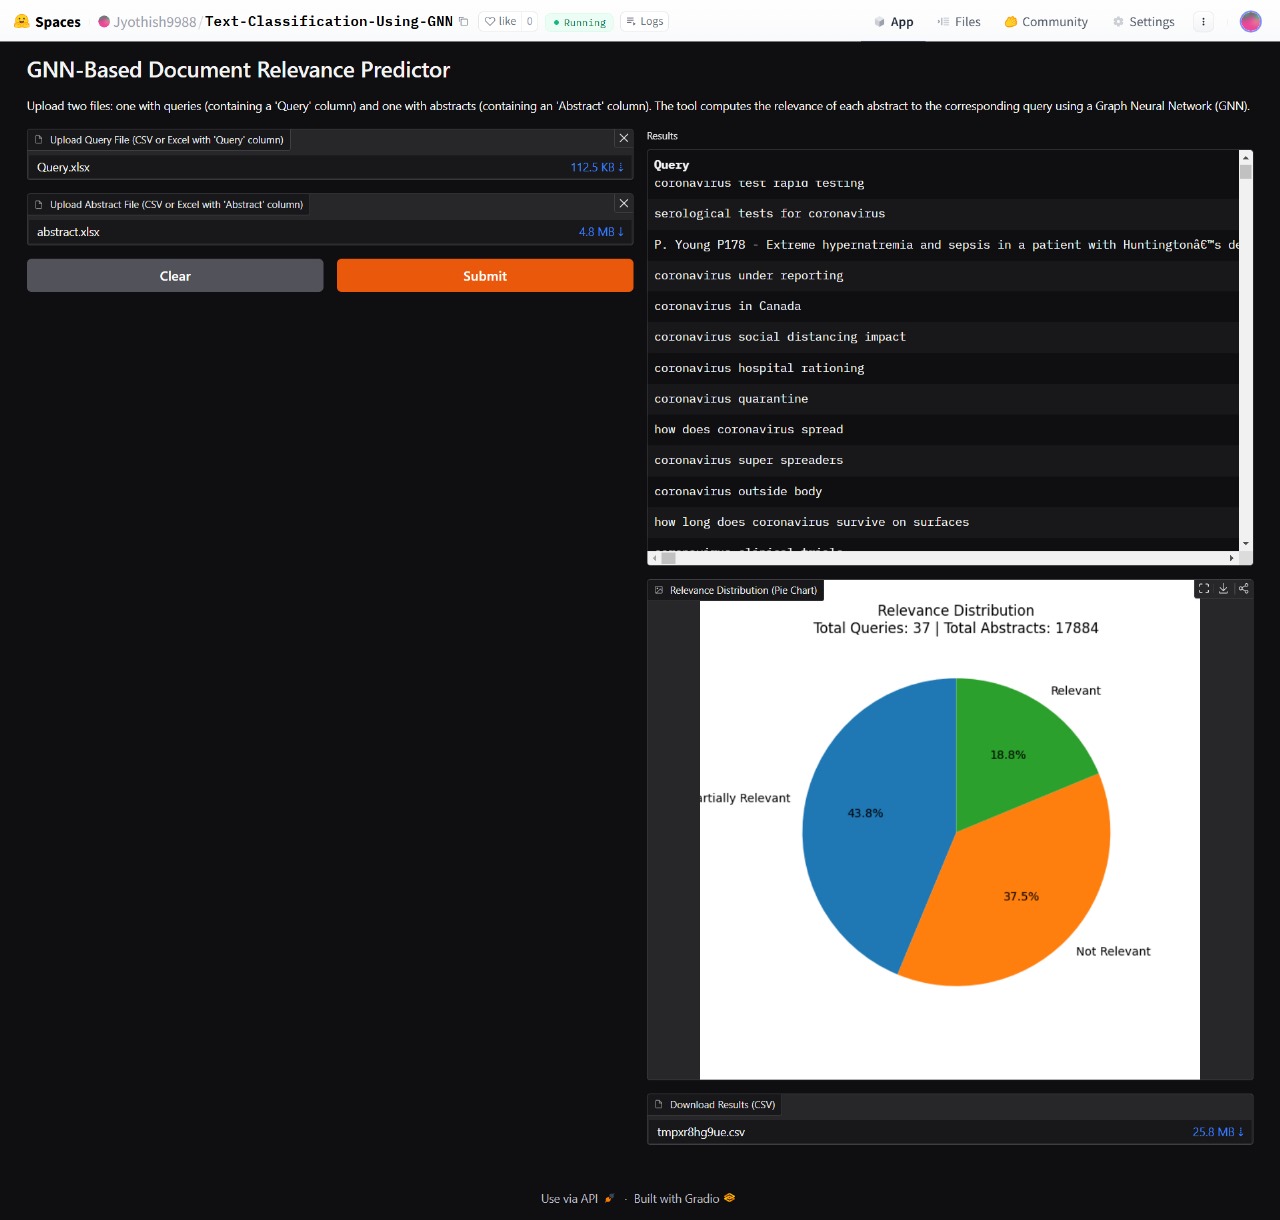 Spaces
Jyothish9988/Text-Classification-Using-GNN
like 0
Running
Logs
App
Files
Community
Settings
GNN-Based Document Relevance Predictor
Upload two files: one with queries (containing a 'Query' column) and one with abstracts (containing an 'Abstract' column). The tool computes the relevance of each abstract to the corresponding query using a Graph Neural Network (GNN).
Upload Query File (CSV or Excel with 'Query' column)
Query.xlsx 112.5 KB ↓
Upload Abstract File (CSV or Excel with 'Abstract' column)
abstract.xlsx 4.8 MB ↓
Clear
Submit
Results
Query
coronavirus test rapid testing
serological tests for coronavirus
P. Young P178 - Extreme hypernatremia and sepsis in a patient with Huntingtonâ€™s de
coronavirus under reporting
coronavirus in Canada
coronavirus social distancing impact
coronavirus hospital rationing
coronavirus quarantine
how does coronavirus spread
coronavirus super spreaders
coronavirus outside body
how long does coronavirus survive on surfaces
coronavirus clinical trials
Relevance Distribution (Pie Chart)
Relevance Distribution
Total Queries: 37 | Total Abstracts: 17884
Relevant
18.8%
artially Relevant
43.8%
37.5%
Not Relevant
Download Results (CSV)
tmpxr8hg9ue.csv 25.8 MB ↓
Use via API · Built with Gradio